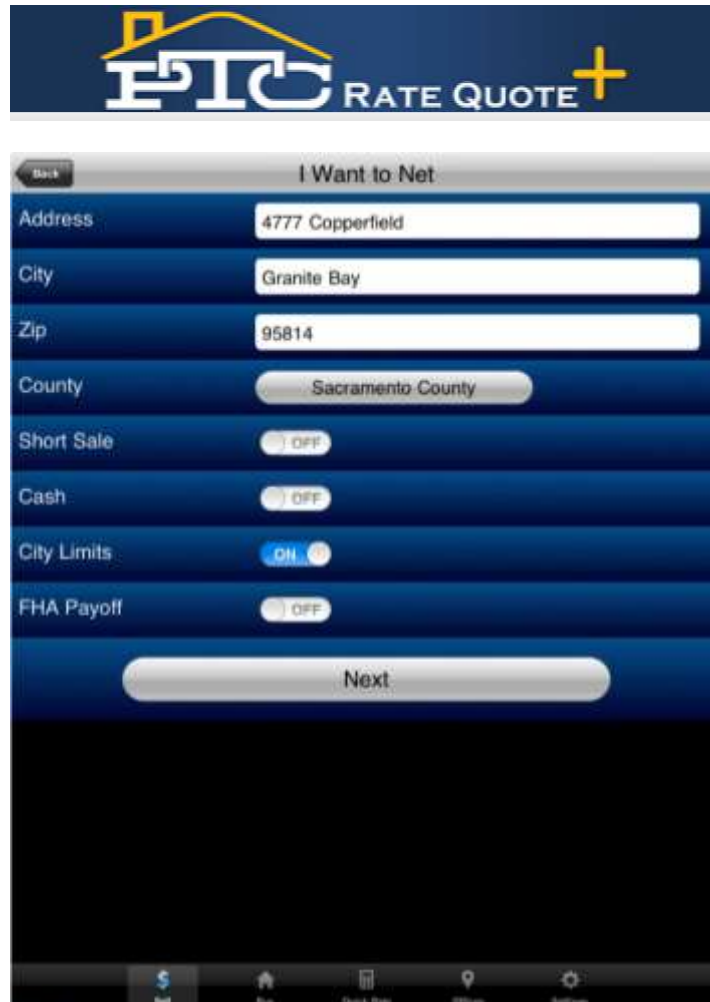 PTC RATE QUOTE+
Back
I Want to Net
Address
4777 Copperfield
City
Granite Bay
Zip
95814
County
Sacramento County
Short Sale
OFF
Cash
OFF
City Limits
ON
FHA Payoff
OFF
Next